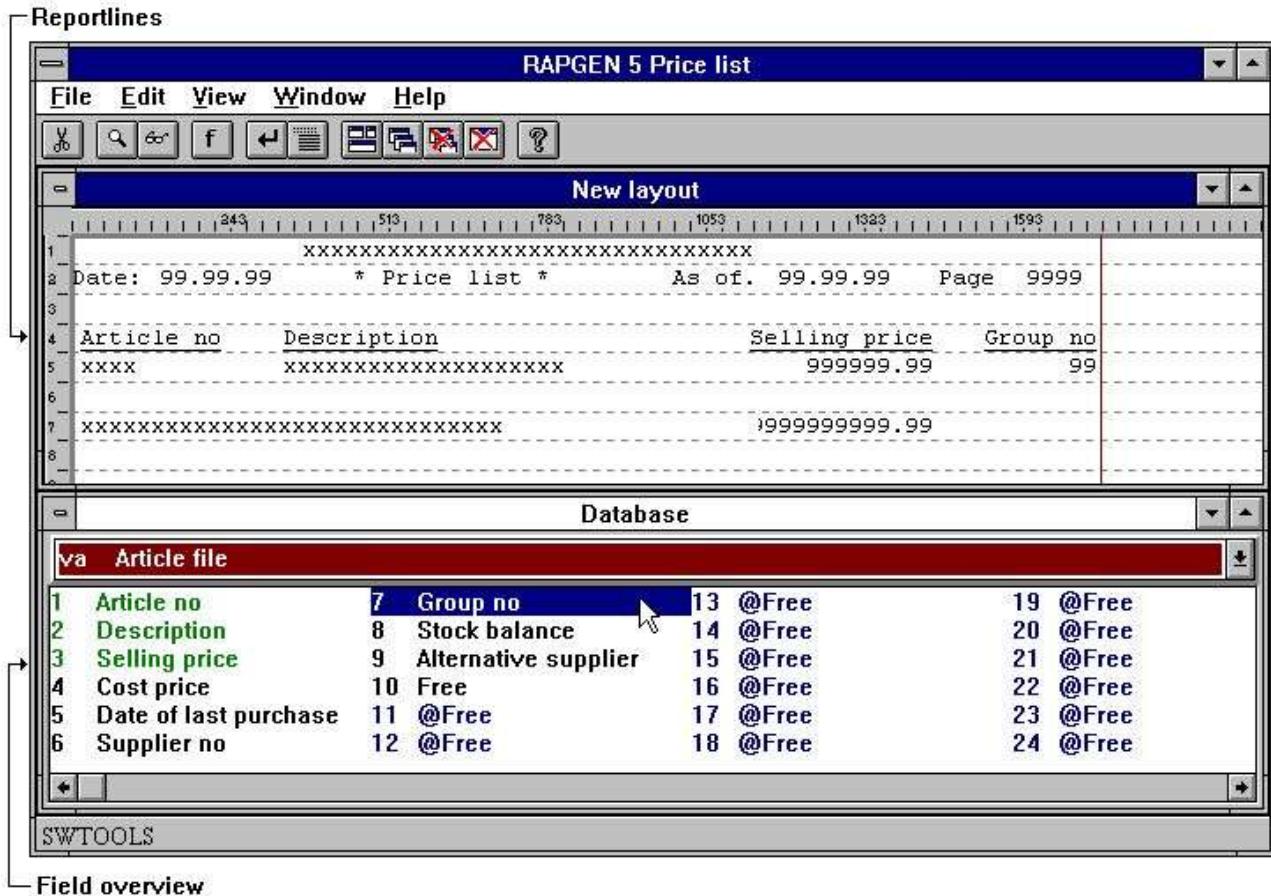 Reportlines
RAPGEN 5 Price list
File Edit View Window Help
f ?
New layout
243 513 783 1053 1323 1593
1 xxxxxxxxxxxxxxxxxxxxxxxxxxxxxxxx
2 Date: 99.99.99 * Price list * As of. 99.99.99 Page 9999
3
4 Article no Description Selling price Group no
5 xxxx xxxxxxxxxxxxxxxxxxxx 999999.99 99
6
7 xxxxxxxxxxxxxxxxxxxxxxxxxxxxxx 9999999999.99
8
Database
va Article file
1 Article no 7 Group no 13 @Free 19 @Free
2 Description 8 Stock balance 14 @Free 20 @Free
3 Selling price 9 Alternative supplier 15 @Free 21 @Free
4 Cost price 10 Free 16 @Free 22 @Free
5 Date of last purchase 11 @Free 17 @Free 23 @Free
6 Supplier no 12 @Free 18 @Free 24 @Free
SWTOOLS
Field overview